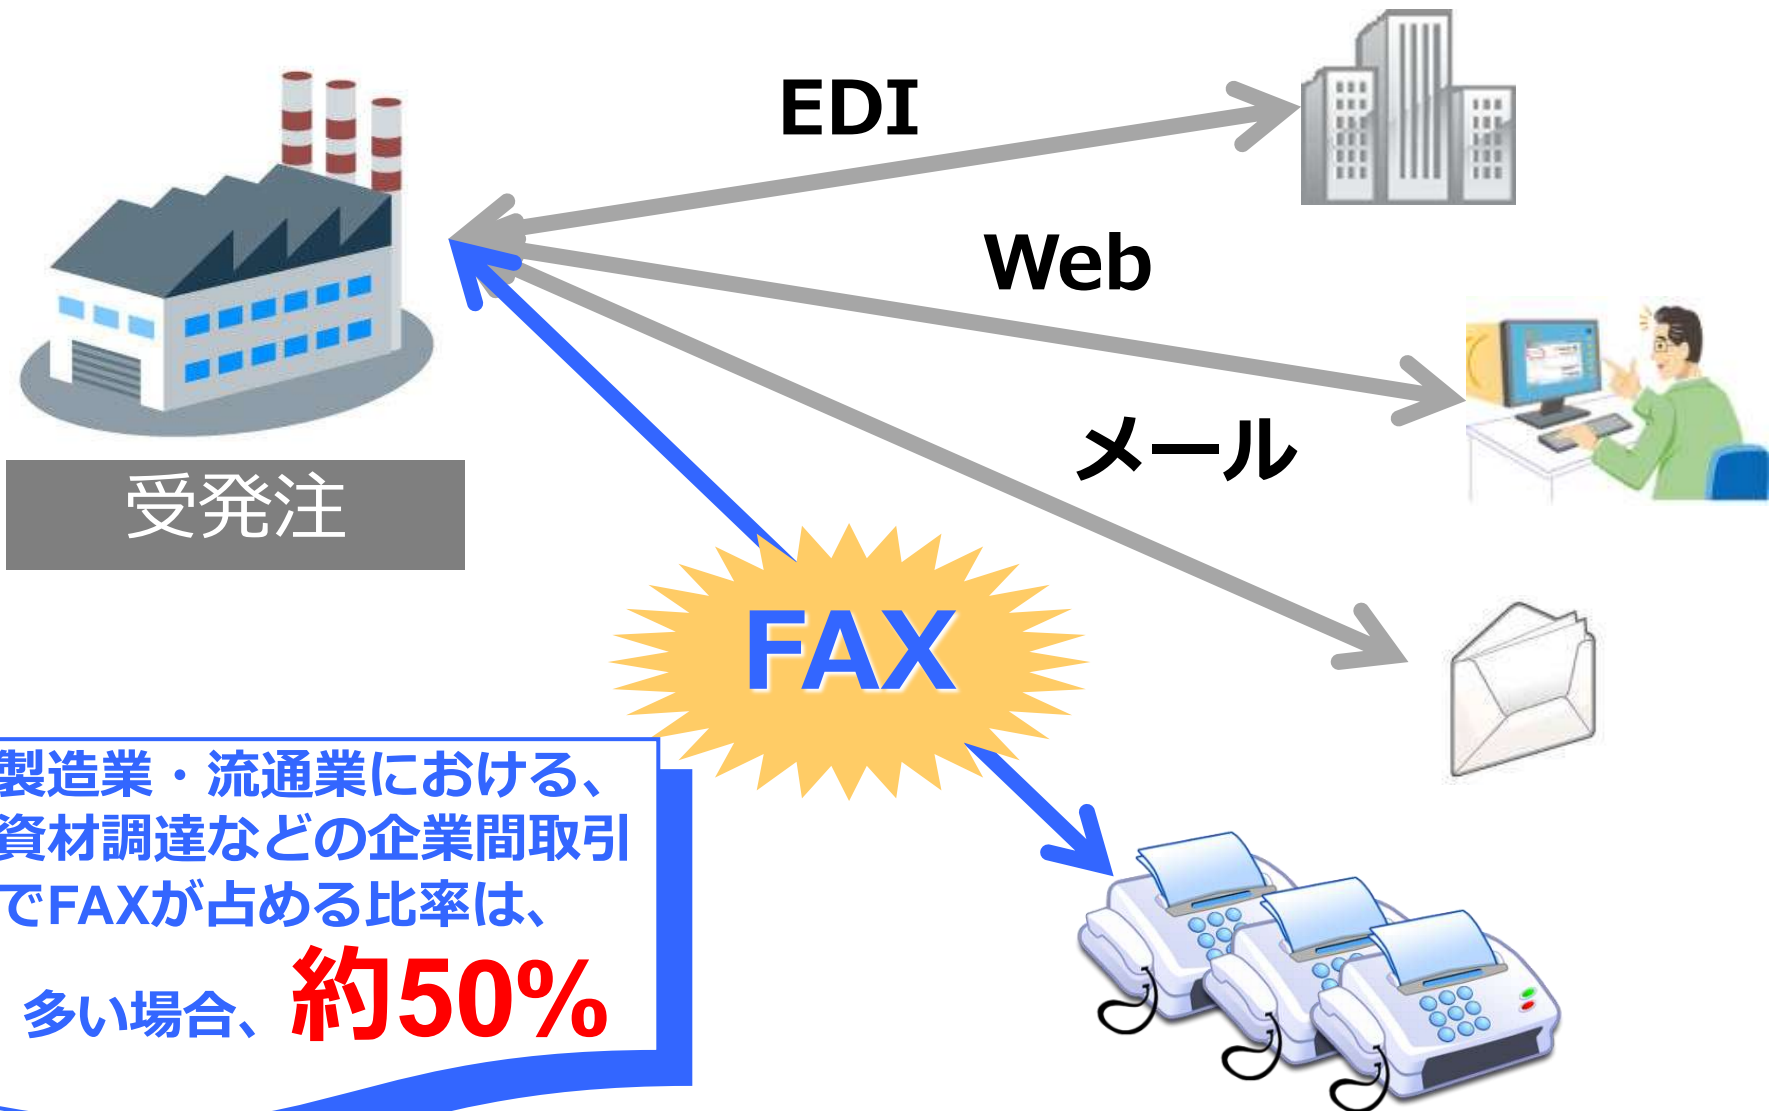 EDI
Web
メール
受発注
FAX
製造業・流通業における、
資材調達などの企業間取引
でFAXが占める比率は、
多い場合、約50%